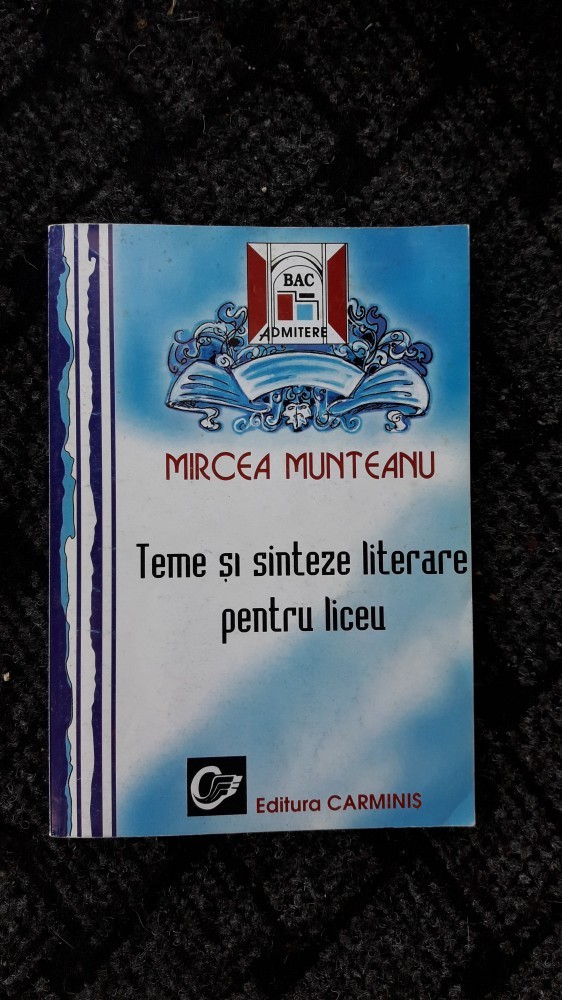 BAC
ADMITERE
MIRCEA MUNTEANU
Teme și sinteze literare
pentru liceu
Editura CARMINIS